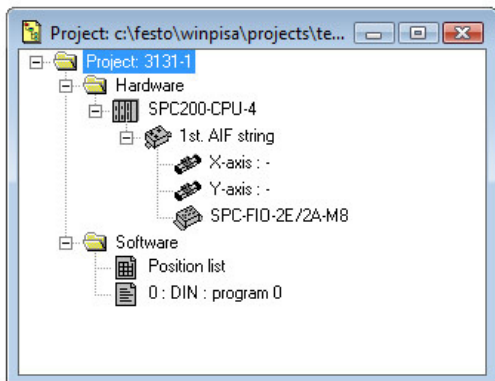 Project: c:\festo\winpisa\projects\te...
Project: 3131-1
Hardware
SPC200-CPU-4
1st. AIF string
X-axis : -
Y-axis : -
SPC-FIO-2E/2A-M8
Software
Position list
0 : DIN : program 0